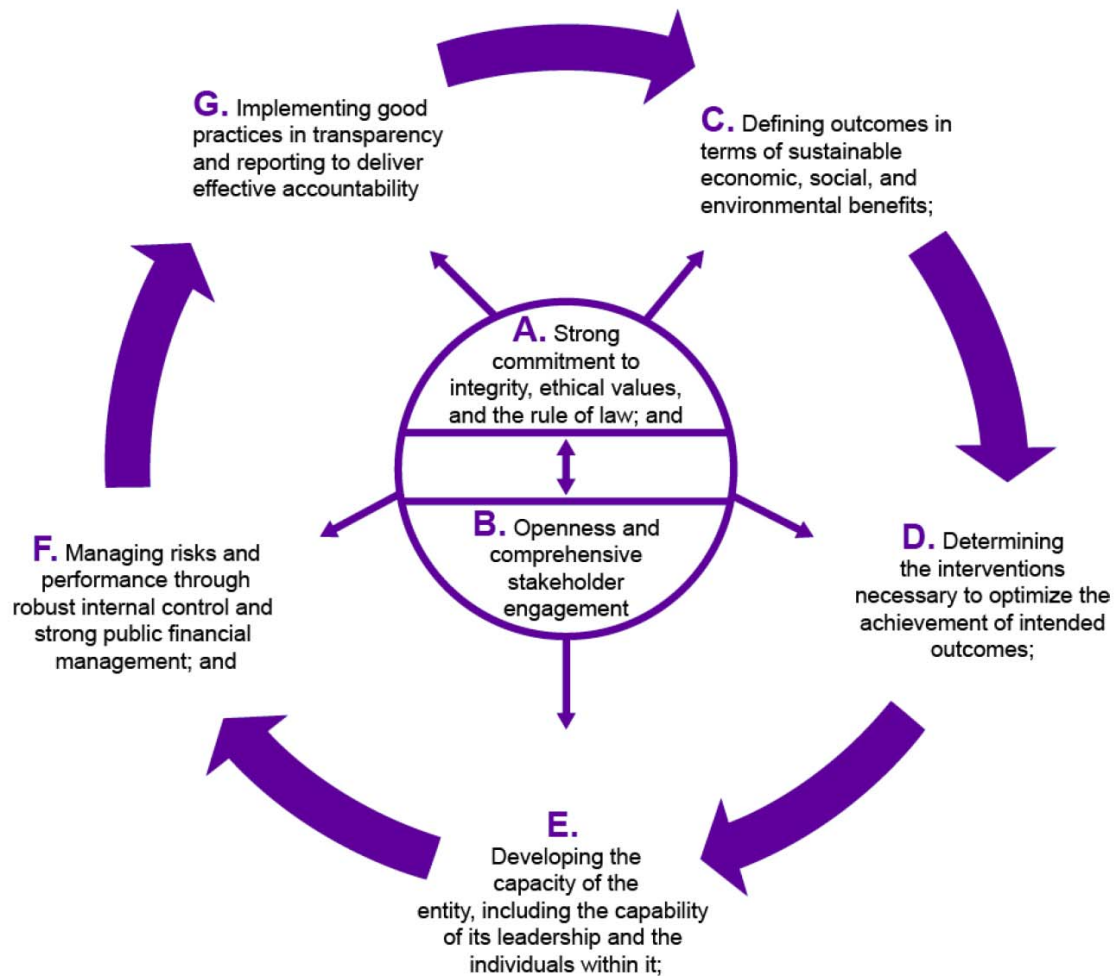 G. Implementing good
practices in transparency
and reporting to deliver
effective accountability
C. Defining outcomes in
terms of sustainable
economic, social, and
environmental benefits;
A. Strong
commitment to
integrity, ethical values,
and the rule of law; and
B. Openness and
comprehensive
stakeholder
engagement
F. Managing risks and
performance through
robust internal control and
strong public financial
management; and
D. Determining
the interventions
necessary to optimize the
achievement of intended
outcomes;
E.
Developing the
capacity of the
entity, including the capability
of its leadership and the
individuals within it;